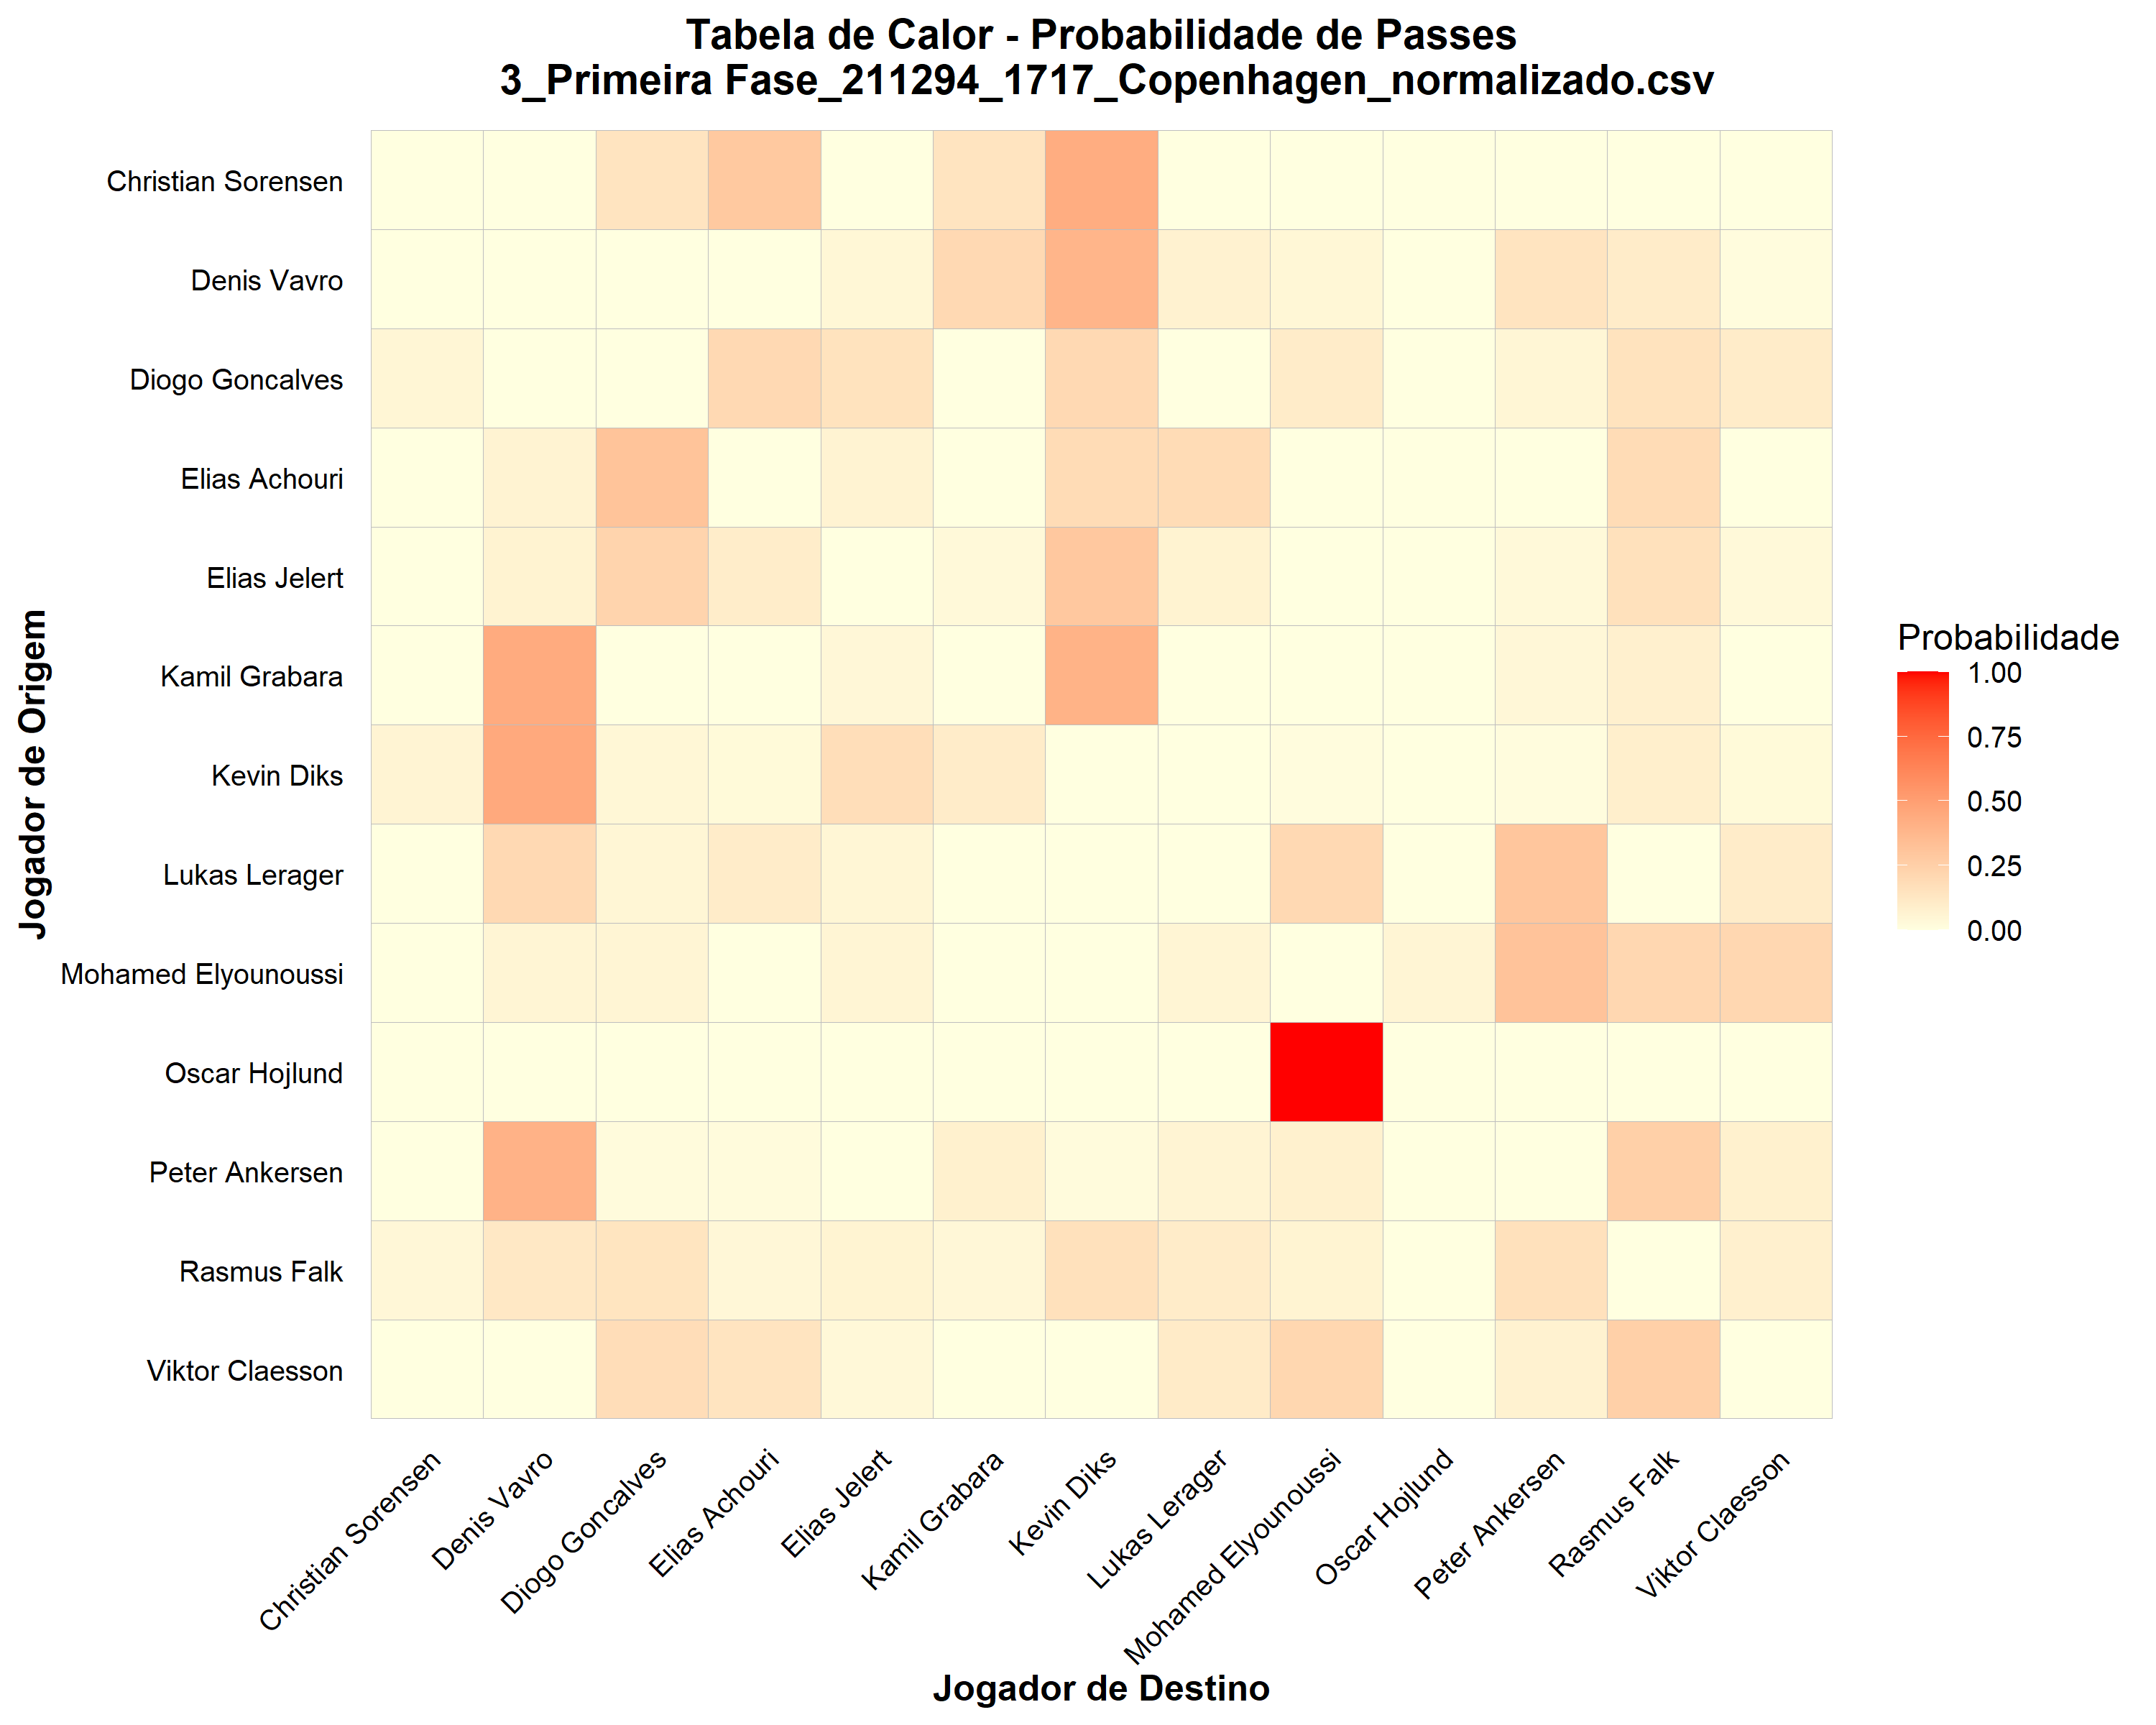 Tabela de Calor - Probabilidade de Passes
3_Primeira Fase_211294_1717_Copenhagen_normalizado.csv
Jogador de Origem
Christian Sorensen
Denis Vavro
Diogo Goncalves
Elias Achouri
Elias Jelert
Kamil Grabara
Kevin Diks
Lukas Lerager
Mohamed Elyounoussi
Oscar Hojlund
Peter Ankersen
Rasmus Falk
Viktor Claesson
Christian Sorensen
Denis Vavro
Diogo Goncalves
Elias Achouri
Elias Jelert
Kamil Grabara
Kevin Diks
Lukas Lerager
Mohamed Elyounoussi
Oscar Hojlund
Peter Ankersen
Rasmus Falk
Viktor Claesson
Jogador de Destino
Probabilidade
1.00
0.75
0.50
0.25
0.00